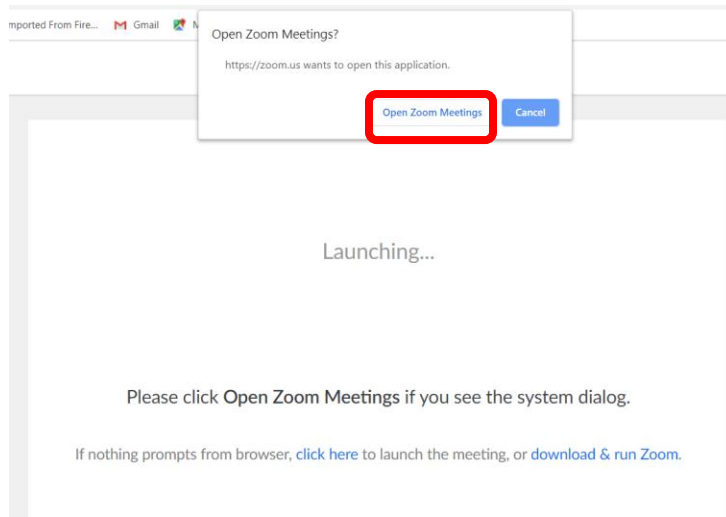 mported From Fire...
Gmail
Open Zoom Meetings?
https://zoom.us wants to open this application.
Open Zoom Meetings
Cancel
Launching...
Please click Open Zoom Meetings if you see the system dialog.
If nothing prompts from browser, click here to launch the meeting, or download & run Zoom.